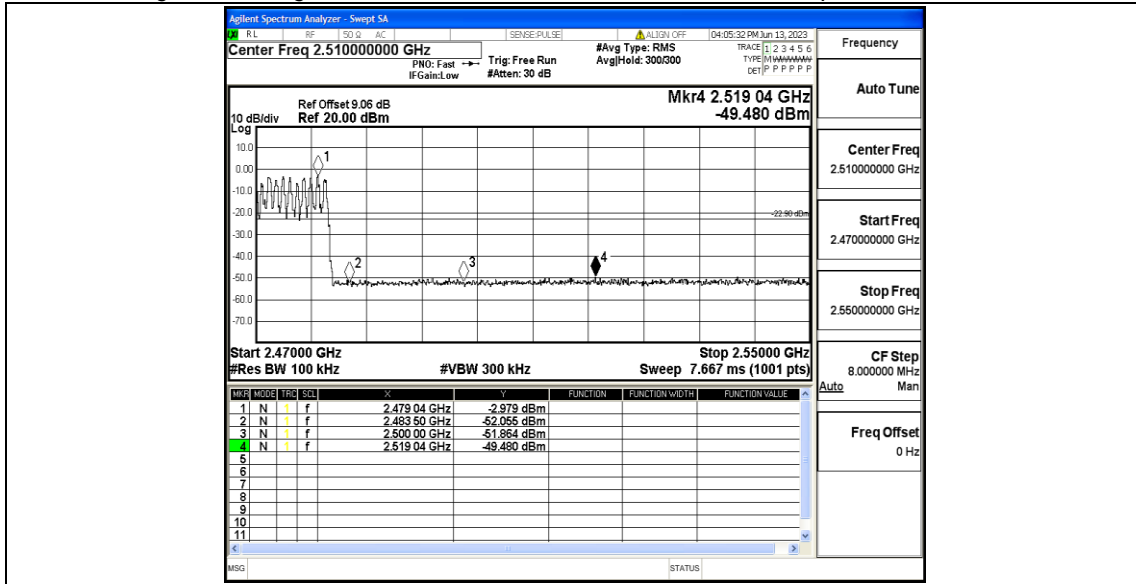 Agilent Spectrum Analyzer - Swept SA
LXI RL RF 50 Ω AC SENSE:PULSE ALIGN OFF 04:05:32 PM Jun 13, 2023
Center Freq 2.510000000 GHz
PNO: Fast
IFGain:Low
Trig: Free Run
#Atten: 30 dB
#Avg Type: RMS
Avg|Hold: 300/300
TRACE 1 2 3 4 5 6
TYPE M W W W W W
DET P P P P P P
Mkr4 2.519 04 GHz
-49.480 dBm
Ref Offset 9.06 dB
10 dB/div Ref 20.00 dBm
Log
10.0
0.00
-10.0
-20.0
-30.0
-40.0
-50.0
-60.0
-70.0
1
2
3
4
-22.90 dBm
Start 2.47000 GHz Stop 2.55000 GHz
#Res BW 100 kHz #VBW 300 kHz Sweep 7.667 ms (1001 pts)
MKR MODE TRC SCL X Y FUNCTION FUNCTION WIDTH FUNCTION VALUE
1 N 1 f 2.479 04 GHz -2.979 dBm
2 N 1 f 2.483 50 GHz -52.055 dBm
3 N 1 f 2.500 00 GHz -51.864 dBm
4 N 1 f 2.519 04 GHz -49.480 dBm
5
6
7
8
9
10
11
MSG STATUS
Frequency
Auto Tune
Center Freq
2.510000000 GHz
Start Freq
2.470000000 GHz
Stop Freq
2.550000000 GHz
CF Step
8.000000 MHz
Auto Man
Freq Offset
0 Hz